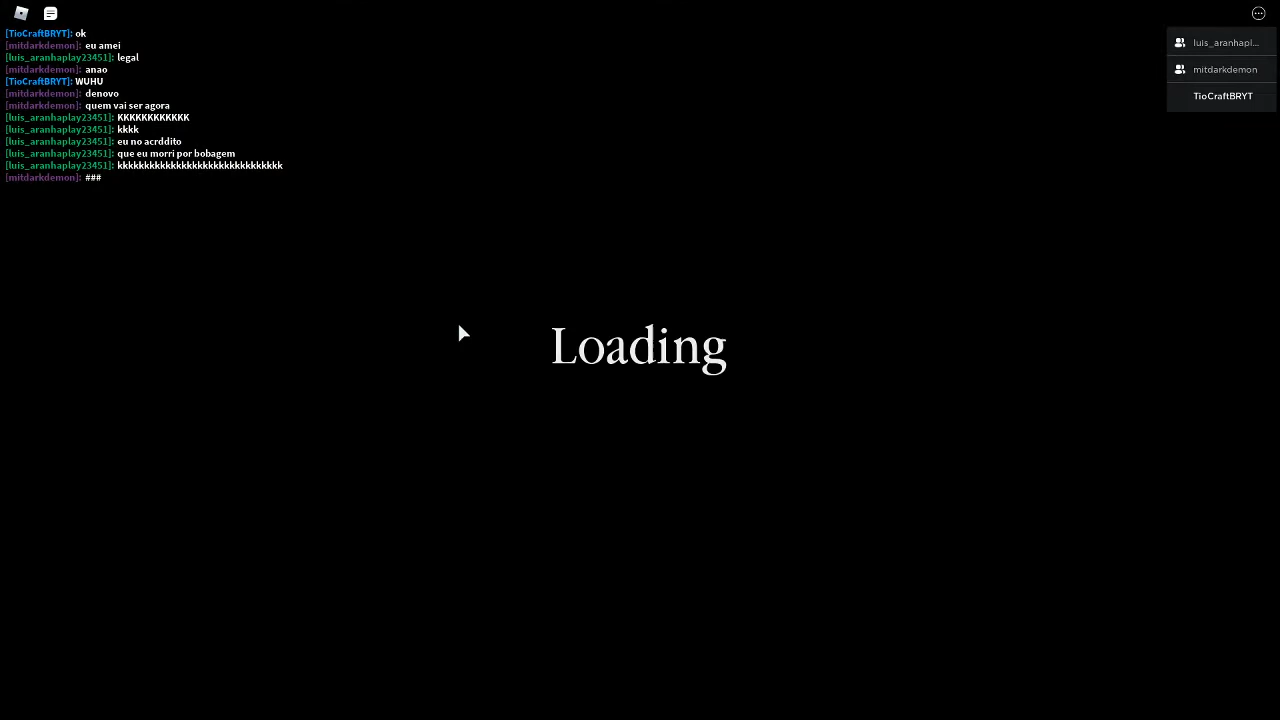 [TioCraftBRYT]: ok
[mitdarkdemon]: eu amei
[luis_aranhaplay23451]: legal
[mitdarkdemon]: anao
[TioCraftBRYT]: WUHU
[mitdarkdemon]: denovo
[mitdarkdemon]: quem vai ser agora
[luis_aranhaplay23451]: KKKKKKKKKKKK
[luis_aranhaplay23451]: kkkk
[luis_aranhaplay23451]: eu no acrddito
[luis_aranhaplay23451]: que eu morri por bobagem
[luis_aranhaplay23451]: kkkkkkkkkkkkkkkkkkkkkkkkkkkkkkk
[mitdarkdemon]: ###
luis_aranhapl...
mitdarkdemon
TioCraftBRYT
Loading